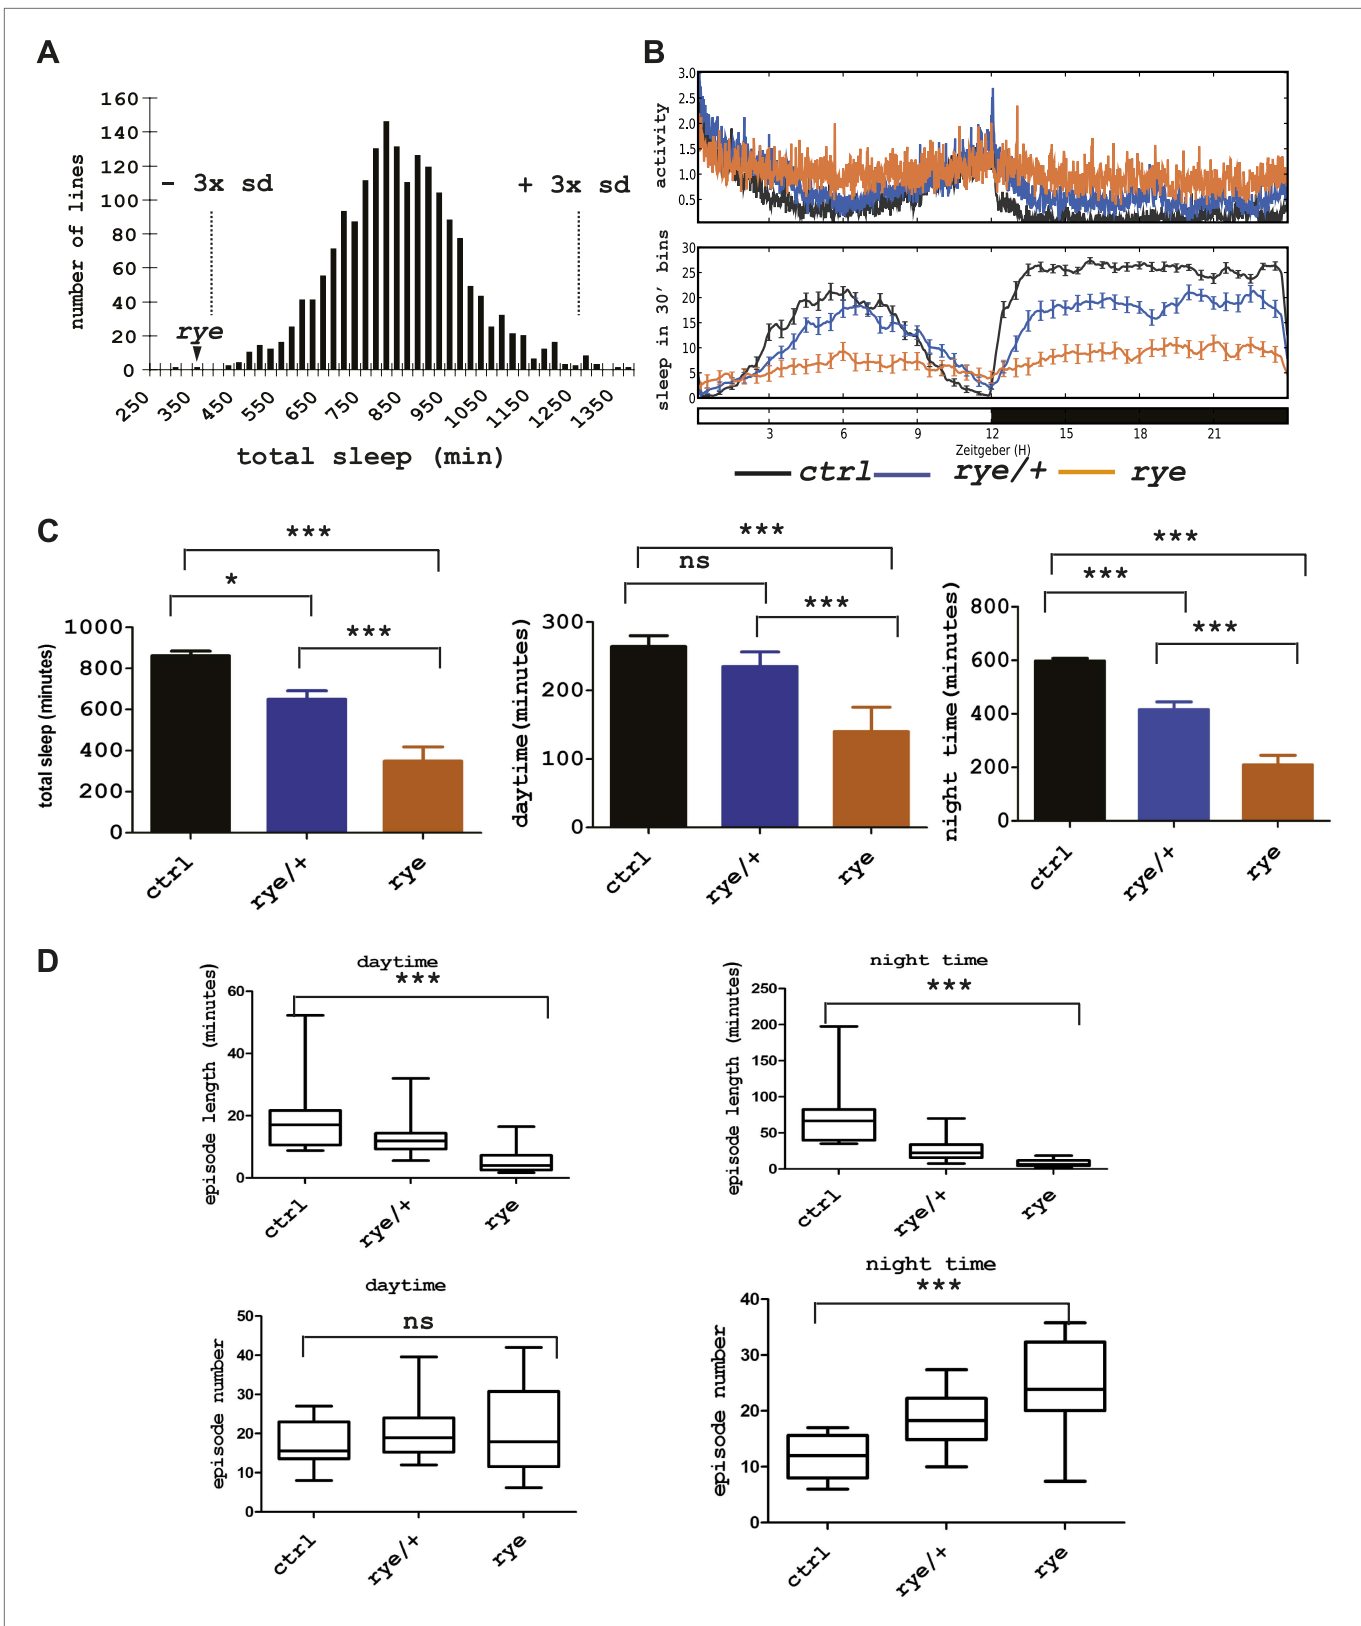 A
number of lines
160
140
120
100
80
60
40
20
0
– 3x sd
+ 3x sd
rye
250
350
450
550
650
750
850
950
1050
1150
1250
1350
total sleep (min)
B
activity
3.0
2.5
2.0
1.5
1.0
0.5
sleep in 30′ bins
30
25
20
15
10
5
0
3
6
9
12
15
18
21
Zeitgeber (H)
ctrl
rye/+
rye
C
***
*
***
total sleep (minutes)
1000
800
600
400
200
0
ctrl
rye/+
rye
***
ns
***
daytime(minutes)
300
200
100
0
ctrl
rye/+
rye
***
***
***
night time(minutes)
800
600
400
200
0
ctrl
rye/+
rye
D
daytime
***
episode length (minutes)
60
40
20
0
ctrl
rye/+
rye
night time
***
episode length (minutes)
250
200
150
100
50
0
ctrl
rye/+
rye
daytime
ns
episode number
50
40
30
20
10
0
ctrl
rye/+
rye
night time
***
episode number
40
30
20
10
0
ctrl
rye/+
rye